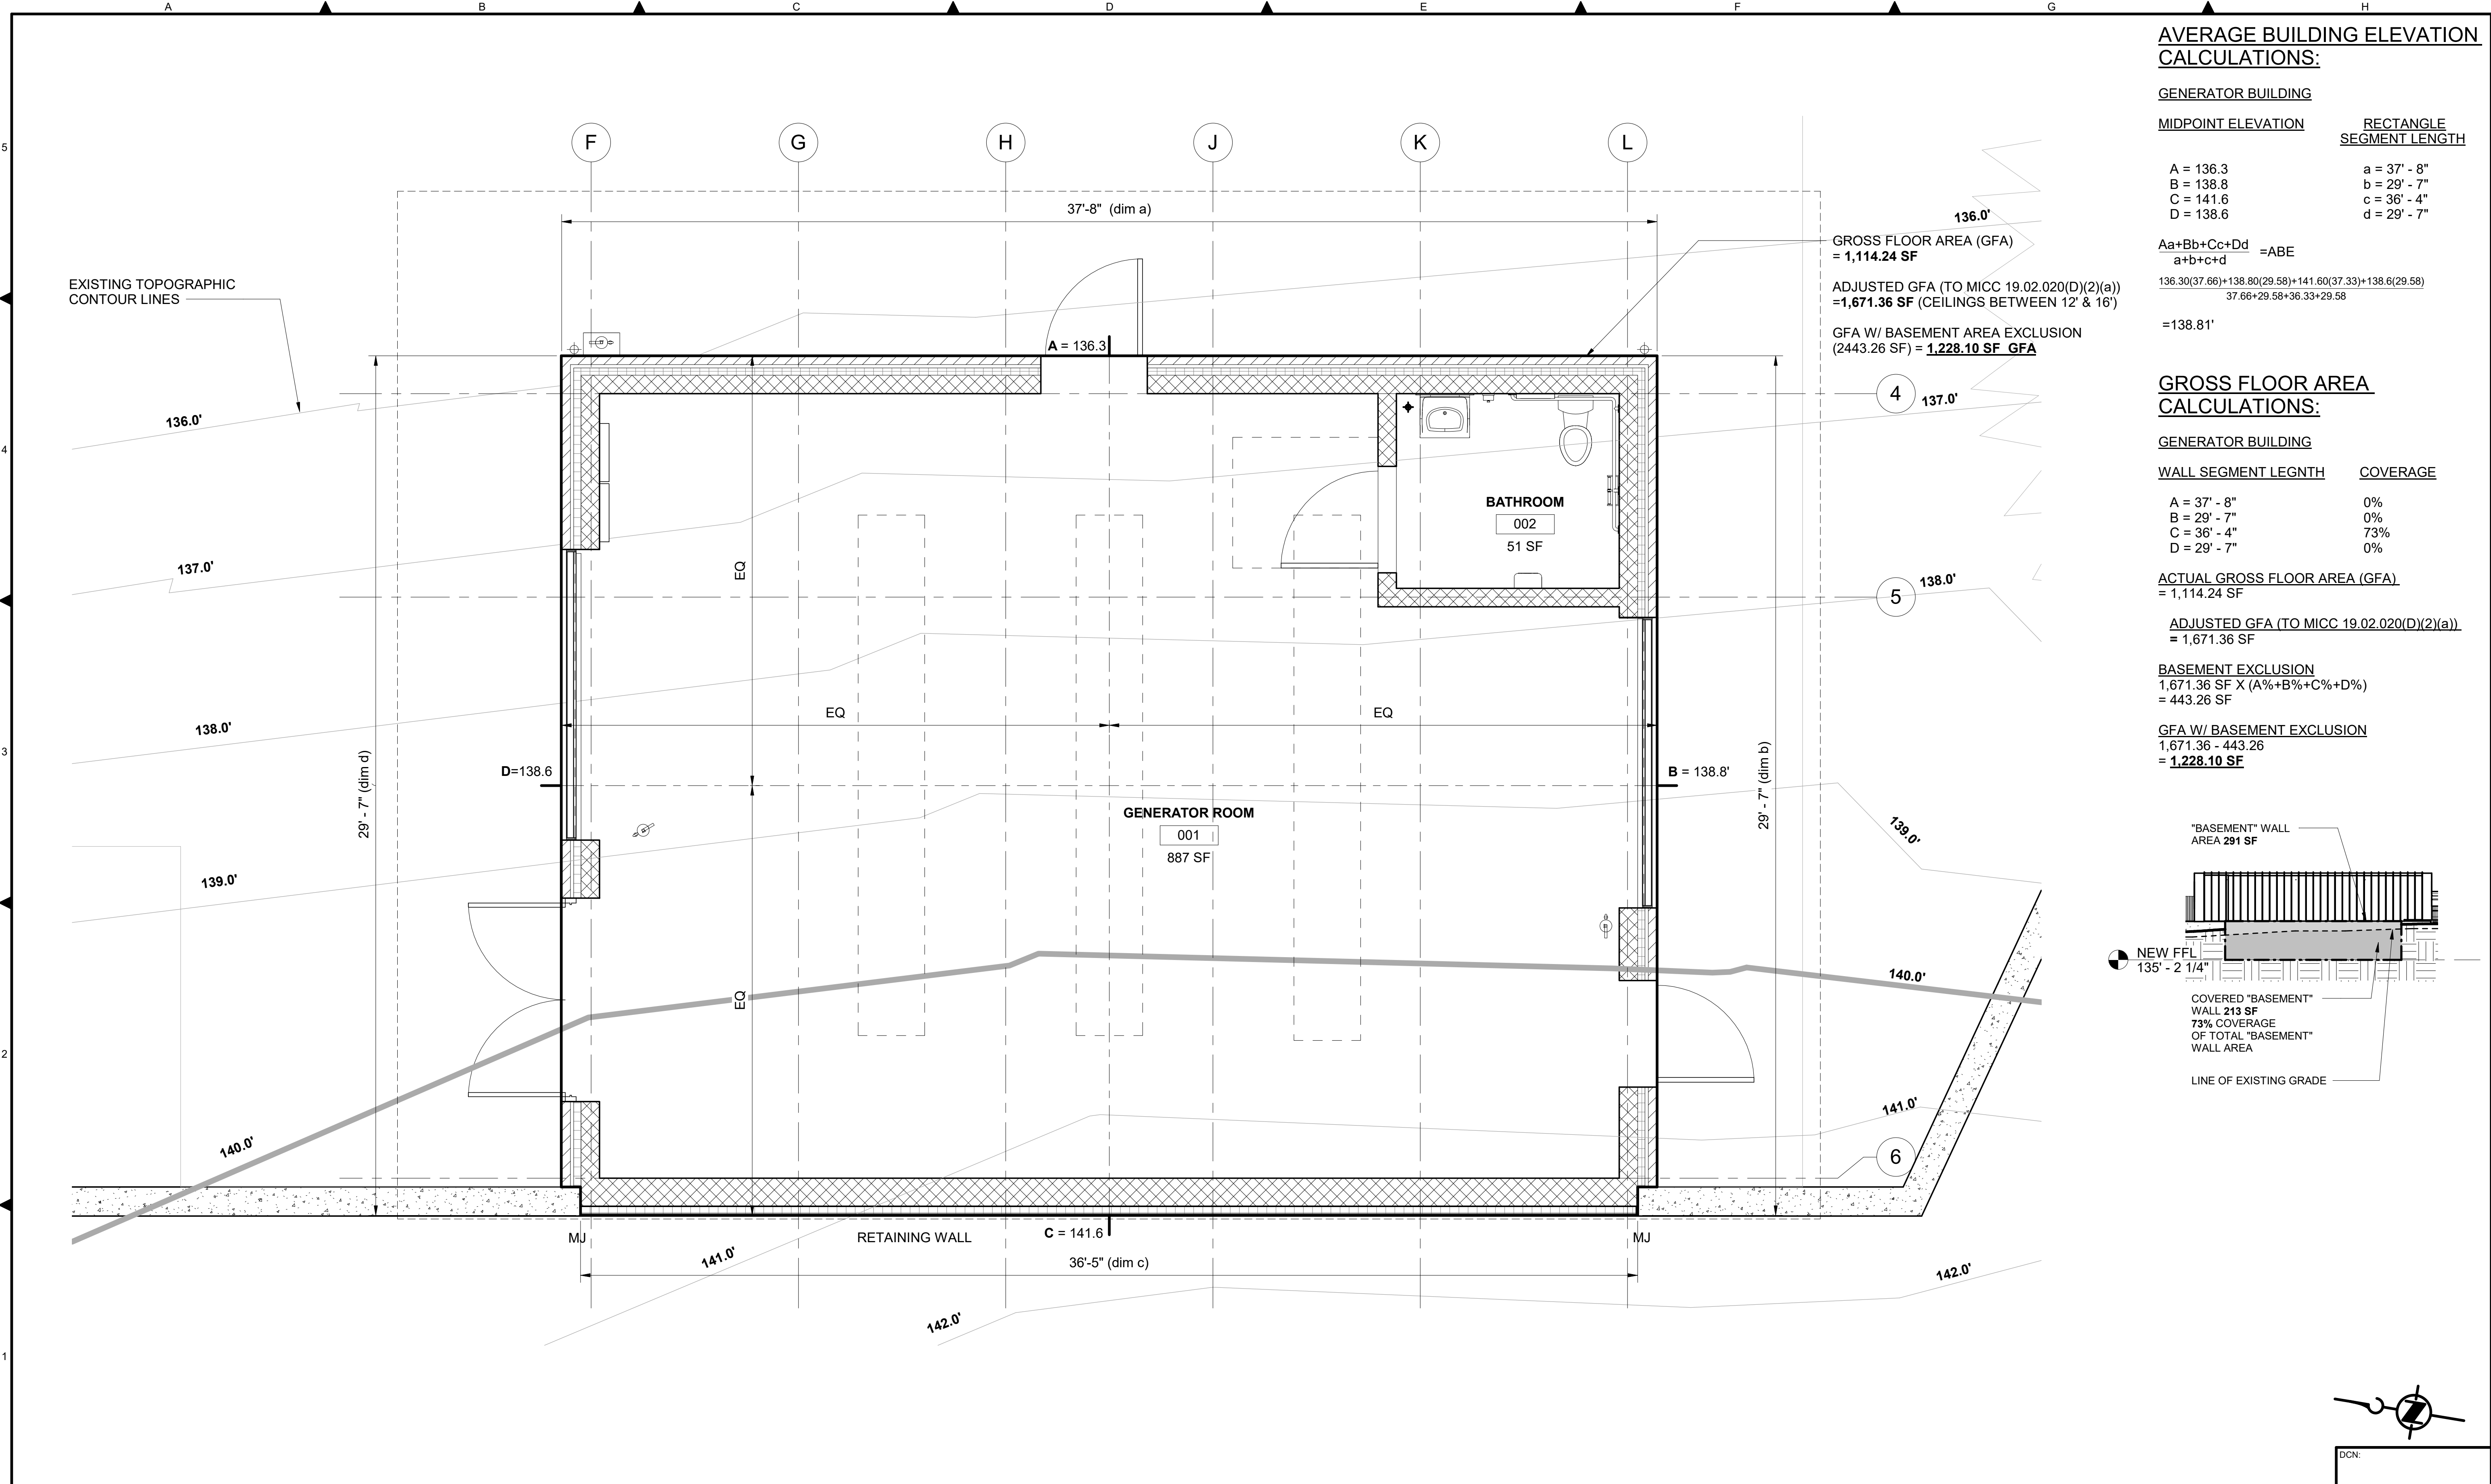 A B C D E F G H
5
4
3
2
1
F G H J K L
4
5
6
37'-8" (dim a)
EXISTING TOPOGRAPHIC
CONTOUR LINES
A = 136.3
136.0'
136.0'
137.0'
137.0'
138.0'
138.0'
139.0'
139.0'
140.0'
140.0'
141.0'
141.0'
142.0'
142.0'
GROSS FLOOR AREA (GFA)
= 1,114.24 SF
ADJUSTED GFA (TO MICC 19.02.020(D)(2)(a))
=1,671.36 SF (CEILINGS BETWEEN 12' & 16')
GFA W/ BASEMENT AREA EXCLUSION
(2443.26 SF) = 1,228.10 SF GFA
BATHROOM
002
51 SF
EQ
EQ
EQ
EQ
D=138.6
B = 138.8'
29' - 7" (dim d)
29' - 7" (dim b)
GENERATOR ROOM
001
887 SF
MJ
RETAINING WALL
C = 141.6
MJ
36'-5" (dim c)
AVERAGE BUILDING ELEVATION
CALCULATIONS:
GENERATOR BUILDING
MIDPOINT ELEVATION RECTANGLE
SEGMENT LENGTH
A = 136.3 a = 37' - 8"
B = 138.8 b = 29' - 7"
C = 141.6 c = 36' - 4"
D = 138.6 d = 29' - 7"
Aa+Bb+Cc+Dd =ABE
a+b+c+d
136.30(37.66)+138.80(29.58)+141.60(37.33)+138.6(29.58)
37.66+29.58+36.33+29.58
=138.81'
GROSS FLOOR AREA
CALCULATIONS:
GENERATOR BUILDING
WALL SEGMENT LEGNTH COVERAGE
A = 37' - 8" 0%
B = 29' - 7" 0%
C = 36' - 4" 73%
D = 29' - 7" 0%
ACTUAL GROSS FLOOR AREA (GFA)
= 1,114.24 SF
ADJUSTED GFA (TO MICC 19.02.020(D)(2)(a))
= 1,671.36 SF
BASEMENT EXCLUSION
1,671.36 SF X (A%+B%+C%+D%)
= 443.26 SF
GFA W/ BASEMENT EXCLUSION
1,671.36 - 443.26
= 1,228.10 SF
"BASEMENT" WALL
AREA 291 SF
NEW FFL
135' - 2 1/4"
COVERED "BASEMENT"
WALL 213 SF
73% COVERAGE
OF TOTAL "BASEMENT"
WALL AREA
LINE OF EXISTING GRADE
DCN: